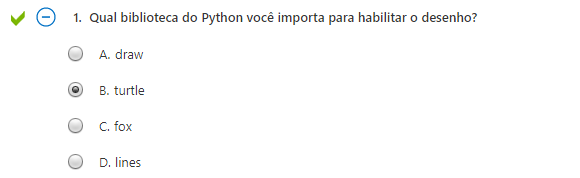 1. Qual biblioteca do Python você importa para habilitar o desenho?
A. draw
B. turtle
C. fox
D. lines